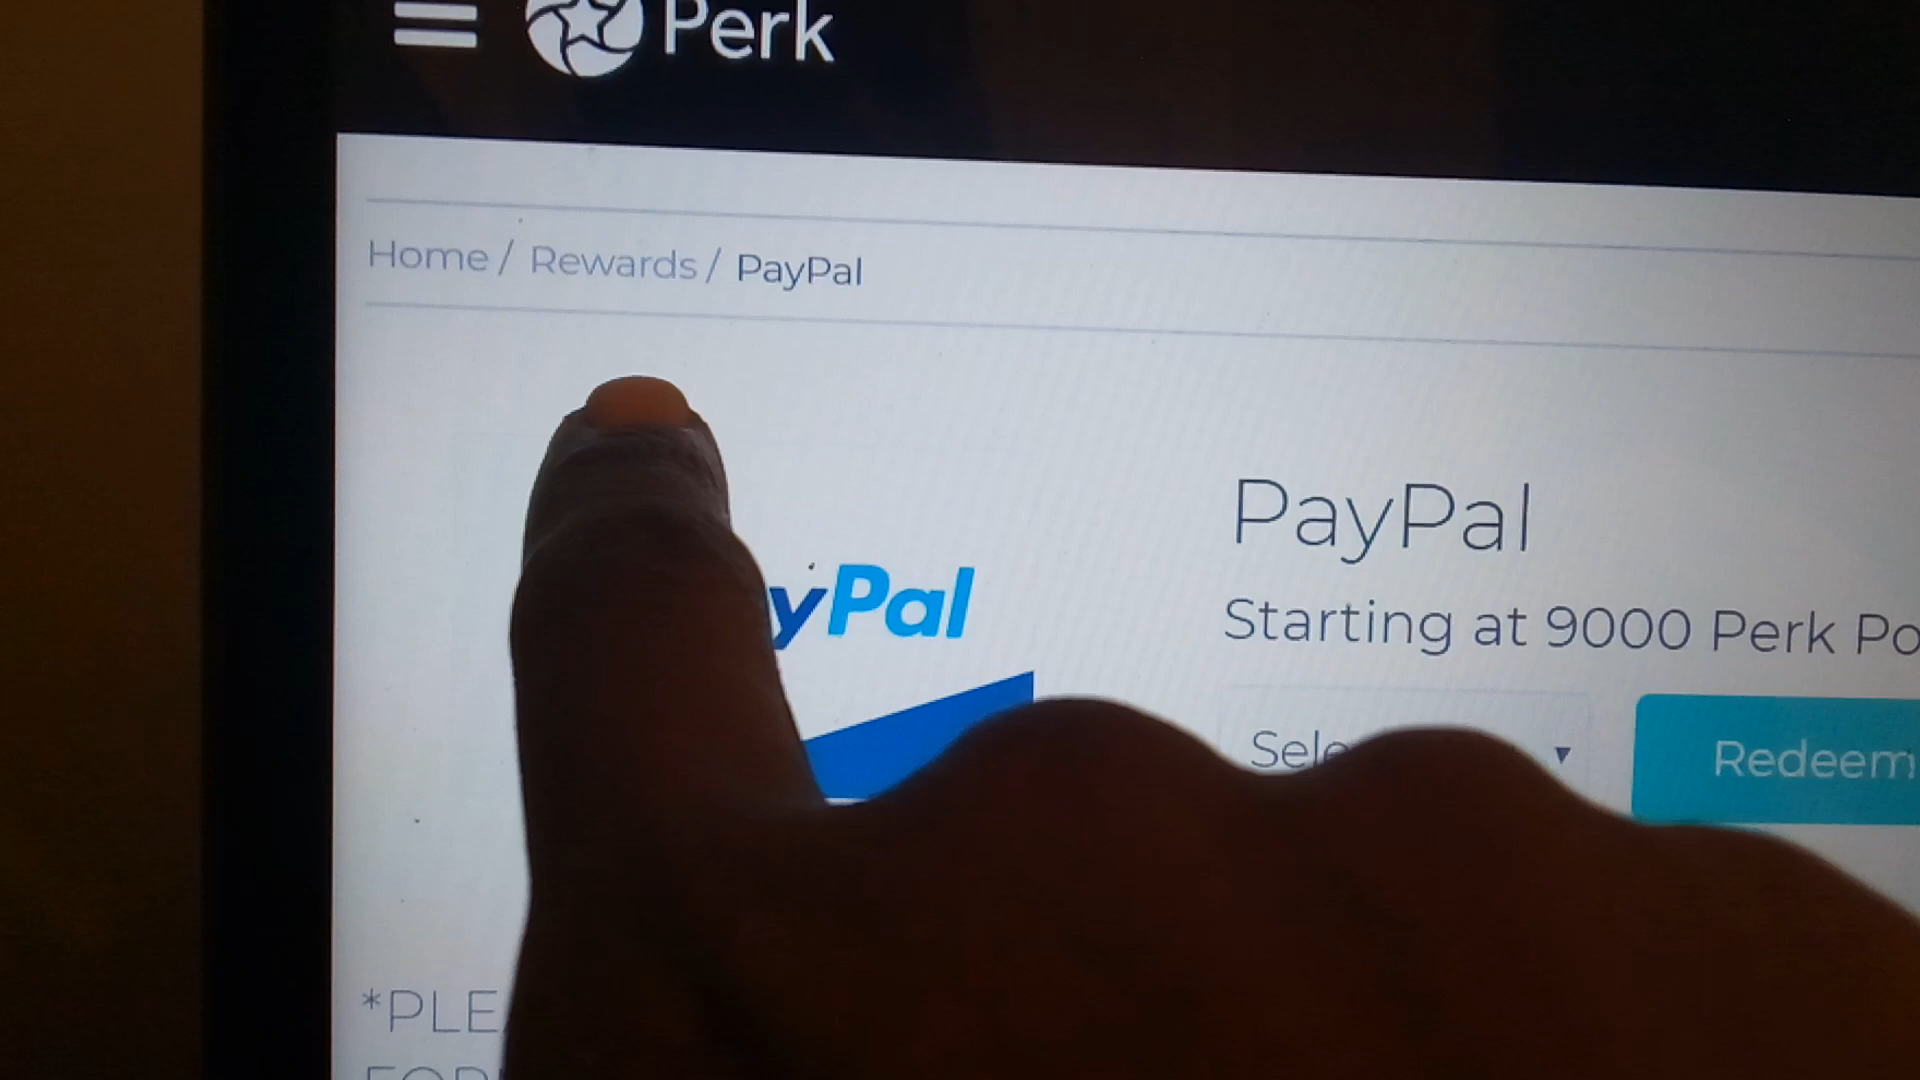 Perk
Home / Rewards / PayPal
yPal
PayPal
Starting at 9000 Perk Po
Sele
Redeem
*PLE